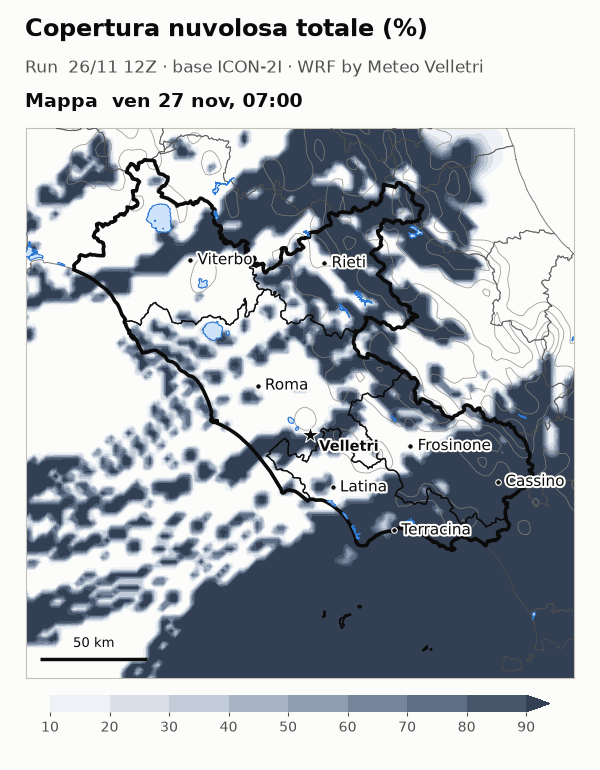 Copertura nuvolosa totale (%)
Run  26/11 12Z · base ICON-2I · WRF by Meteo Velletri
Mappa  ven 27 nov, 07:00
Viterbo
Rieti
Roma
Velletri
Frosinone
Cassino
Latina
Terracina
50 km
10 20 30 40 50 60 70 80 90